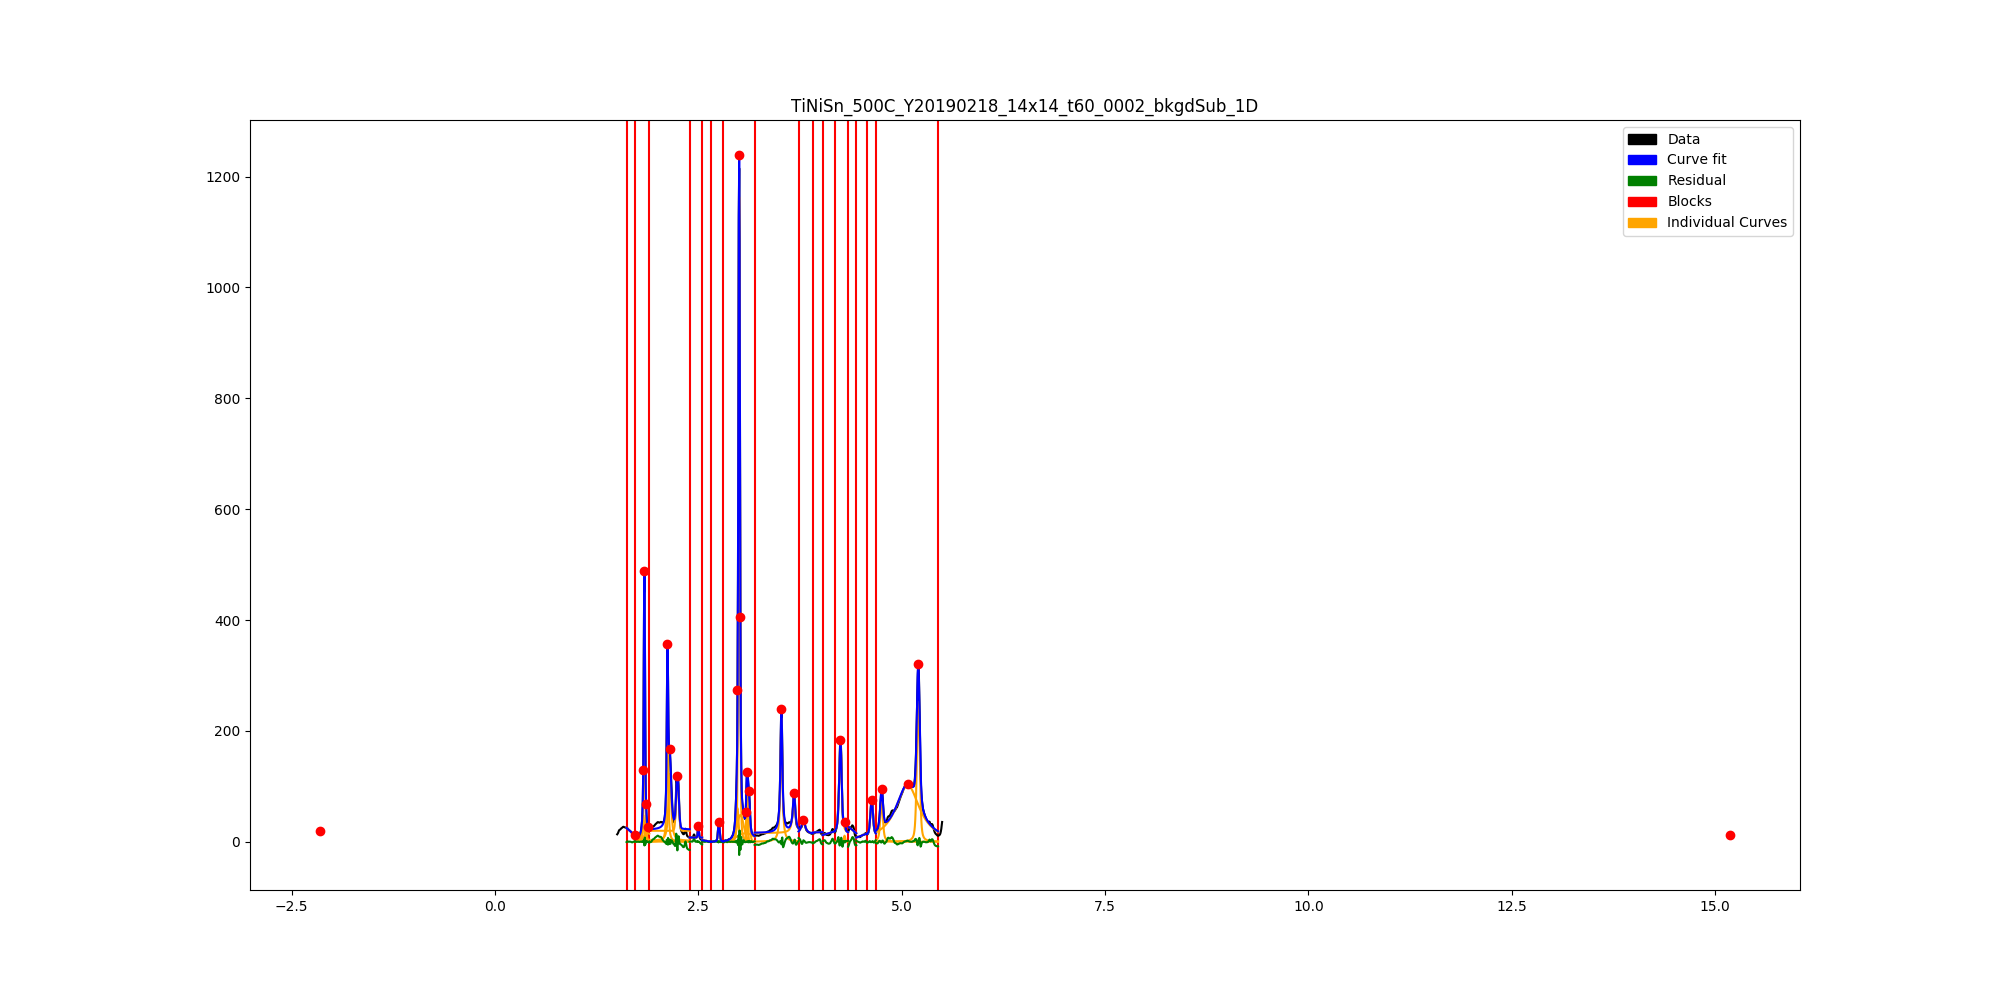 TiNiSn_500C_Y20190218_14x14_t60_0002_bkgdSub_1D
Data
Curve fit
Residual
Blocks
Individual Curves
1200
1000
800
600
400
200
0
−2.5 0.0 2.5 5.0 7.5 10.0 12.5 15.0